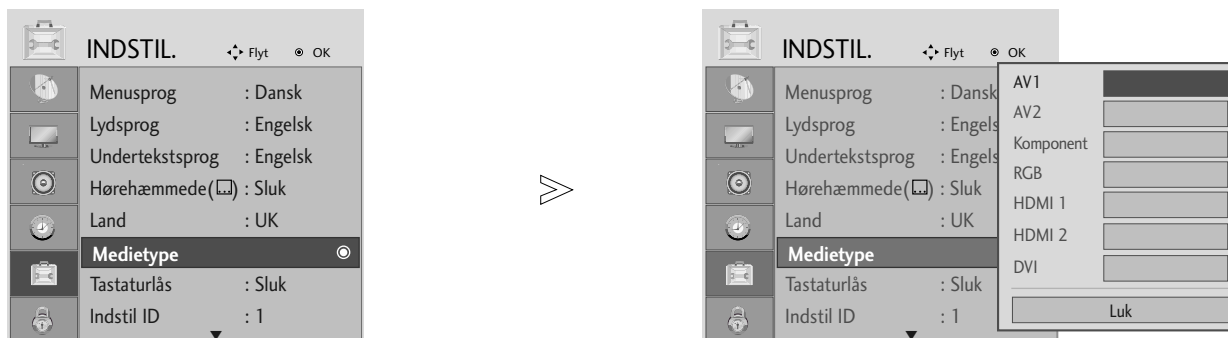 INDSTIL. Flyt OK
Menusprog : Dansk
Lydsprog : Engelsk
Undertekstsprog : Engelsk
Hørehæmmede( ) : Sluk
Land : UK
Medietype
Tastaturlås : Sluk
Indstil ID : 1
INDSTIL. Flyt OK
Menusprog : Dansk
Lydsprog : Engels
Undertekstsprog : Engels
Hørehæmmede( ) : Sluk
Land : UK
Medietype
Tastaturlås : Sluk
Indstil ID : 1
AV1
AV2
Komponent
RGB
HDMI 1
HDMI 2
DVI
Luk